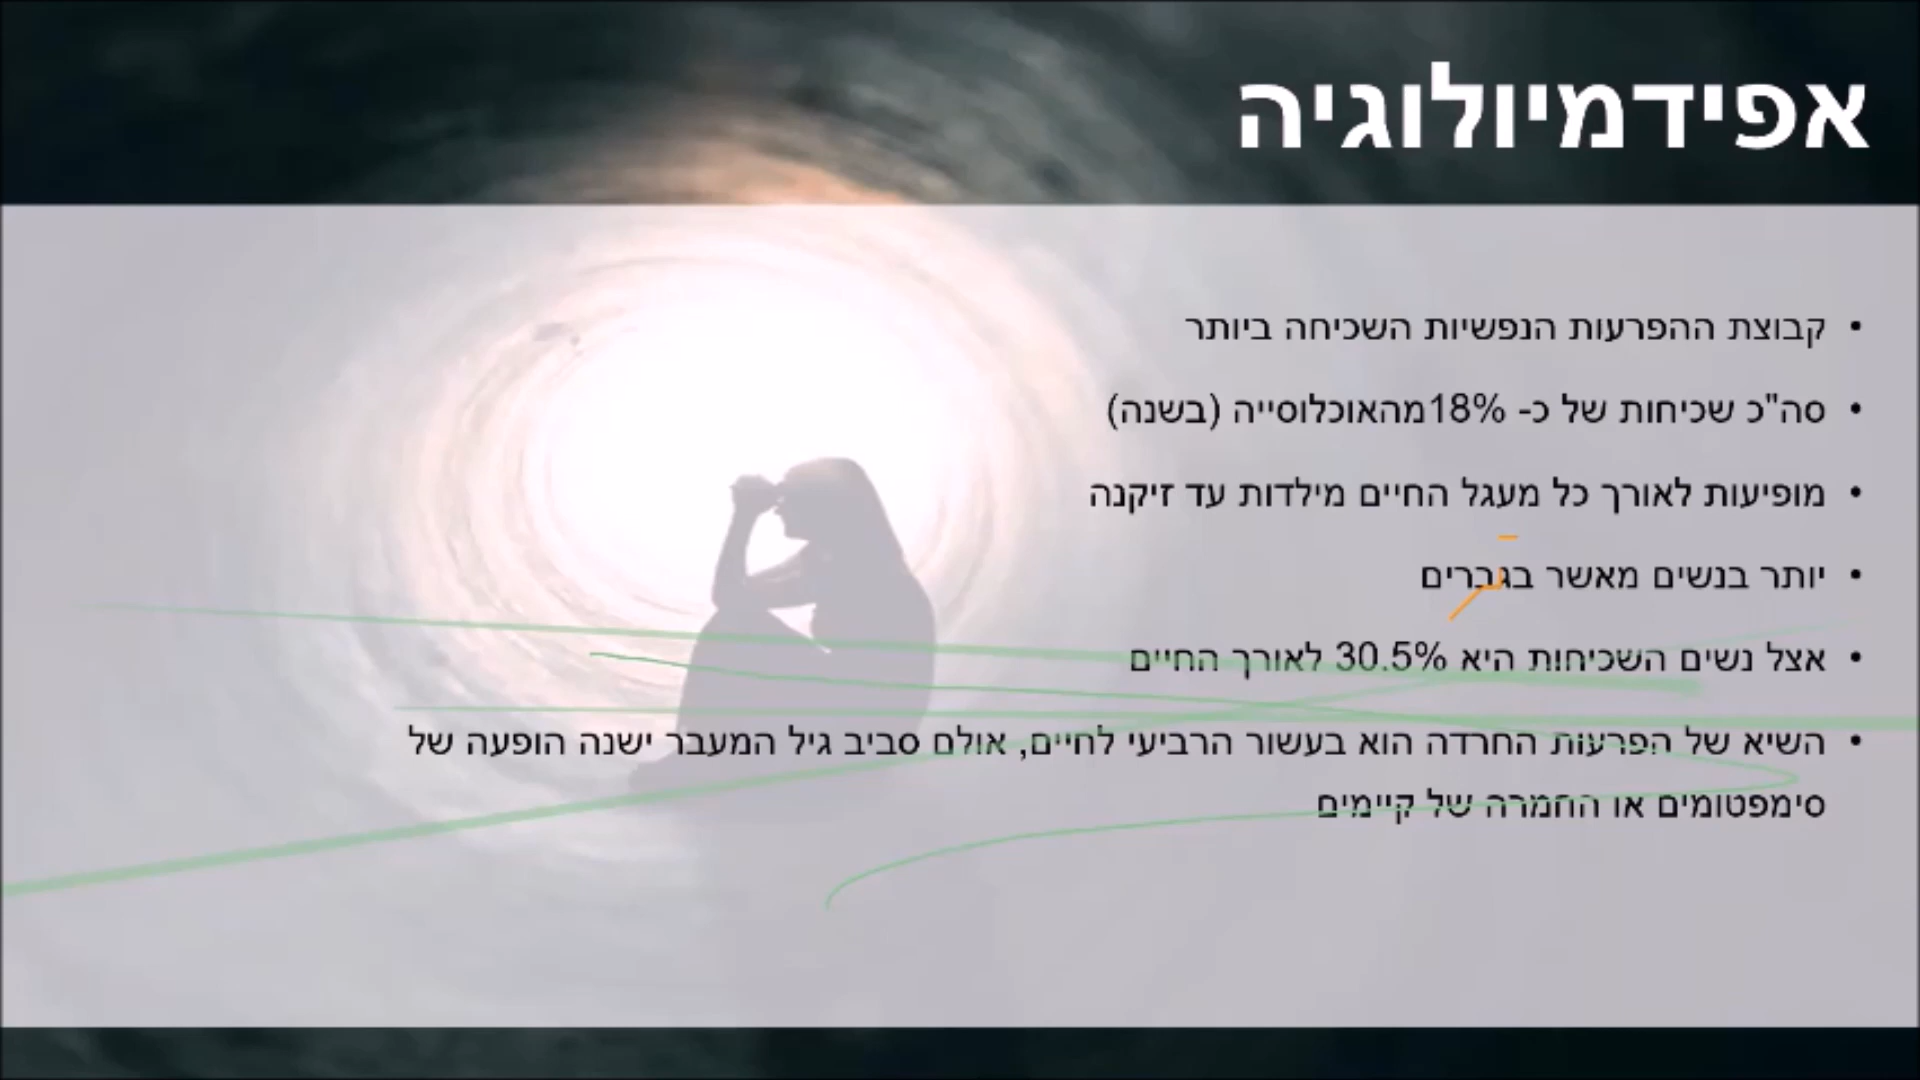 אפידמיולוגיה
• קבוצת ההפרעות הנפשיות השכיחה ביותר
• סה"כ שכיחות של כ- 18%מהאוכלוסייה (בשנה)
• מופיעות לאורך כל מעגל החיים מילדות עד זיקנה
• יותר בנשים מאשר בגברים
• אצל נשים השכיחות היא 30.5% לאורך החיים
• השיא של הפרעות החרדה הוא בעשור הרביעי לחיים, אולם סביב גיל המעבר ישנה הופעה של
סימפטומים או החמרה של קיימים